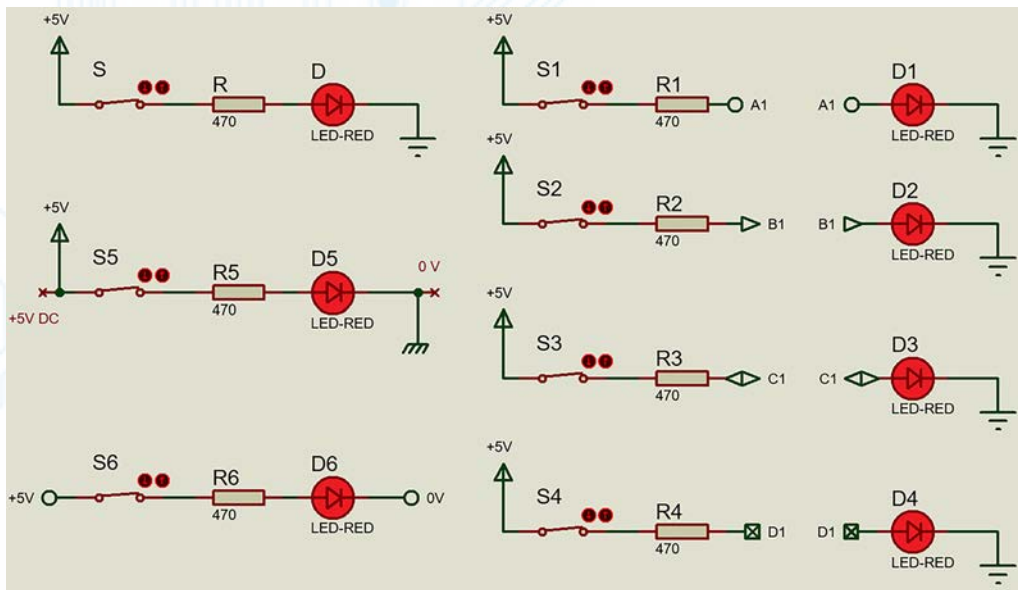 +5V
S
R
D
470
LED-RED
+5V
S5
R5
D5
0 V
+5V DC
470
LED-RED
S6
R6
D6
+5V
0V
470
LED-RED
+5V
S1
R1
D1
A1
A1
470
LED-RED
+5V
S2
R2
D2
B1
B1
470
LED-RED
+5V
S3
R3
D3
C1
C1
470
LED-RED
+5V
S4
R4
D4
D1
D1
470
LED-RED